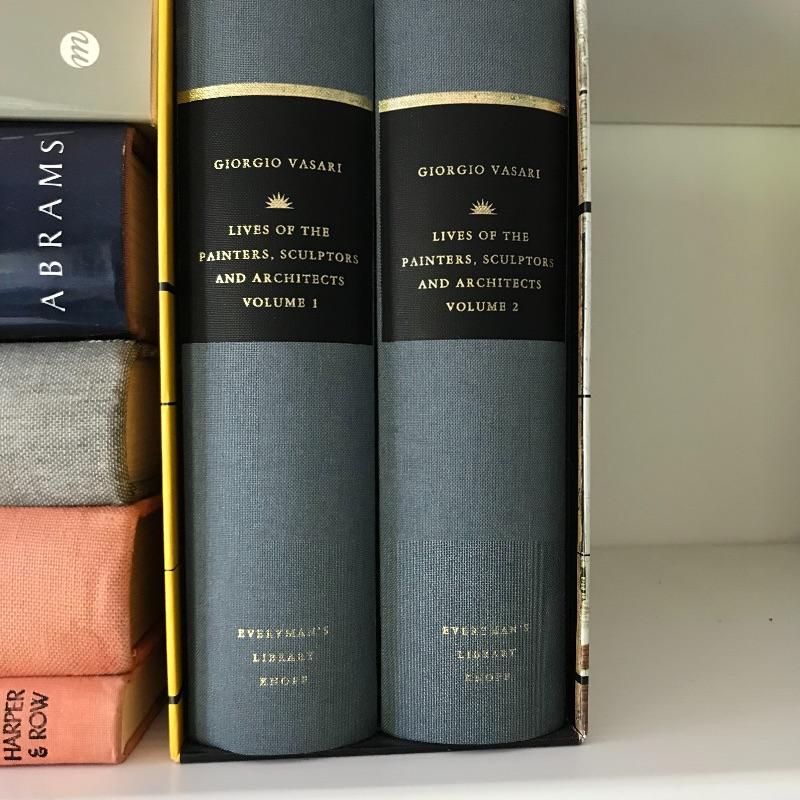 m
ABRAMS
HARPER
& ROW
GIORGIO VASARI
LIVES OF THE
PAINTERS, SCULPTORS
AND ARCHITECTS
VOLUME 1
EVERYMAN'S
LIBRARY
KNOPF
GIORGIO VASARI
LIVES OF THE
PAINTERS, SCULPTORS
AND ARCHITECTS
VOLUME 2
EVERYMAN'S
LIBRARY
KNOPF